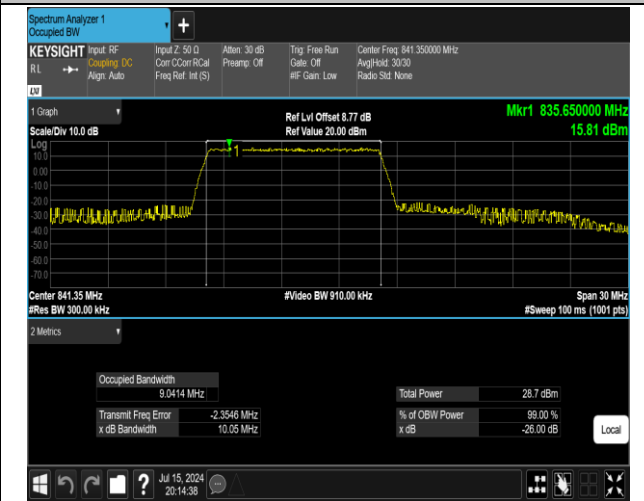 Spectrum Analyzer 1
Occupied BW
+
KEYSIGHT Input: RF Input Z: 50 Ω Atten: 30 dB Trig: Free Run Center Freq: 841.350000 MHz
RL Coupling: DC Corr CCorr RCal Preamp: Off Gate: Off Avg|Hold: 30/30
Align: Auto Freq Ref: Int (S) #IF Gain: Low Radio Std: None
LXI
1 Graph Ref Lvl Offset 8.77 dB Mkr1 835.650000 MHz
Scale/Div 10.0 dB Ref Value 20.00 dBm 15.81 dBm
Log
10.0
0.00
-10.0
-20.0
-30.0
-40.0
-50.0
-60.0
-70.0
1
Center 841.35 MHz #Video BW 910.00 kHz Span 30 MHz
#Res BW 300.00 kHz #Sweep 100 ms (1001 pts)
2 Metrics
Occupied Bandwidth
9.0414 MHz Total Power 28.7 dBm
Transmit Freq Error -2.3546 MHz % of OBW Power 99.00 %
x dB Bandwidth 10.05 MHz x dB -26.00 dB
Local
? Jul 15, 2024
20:14:38